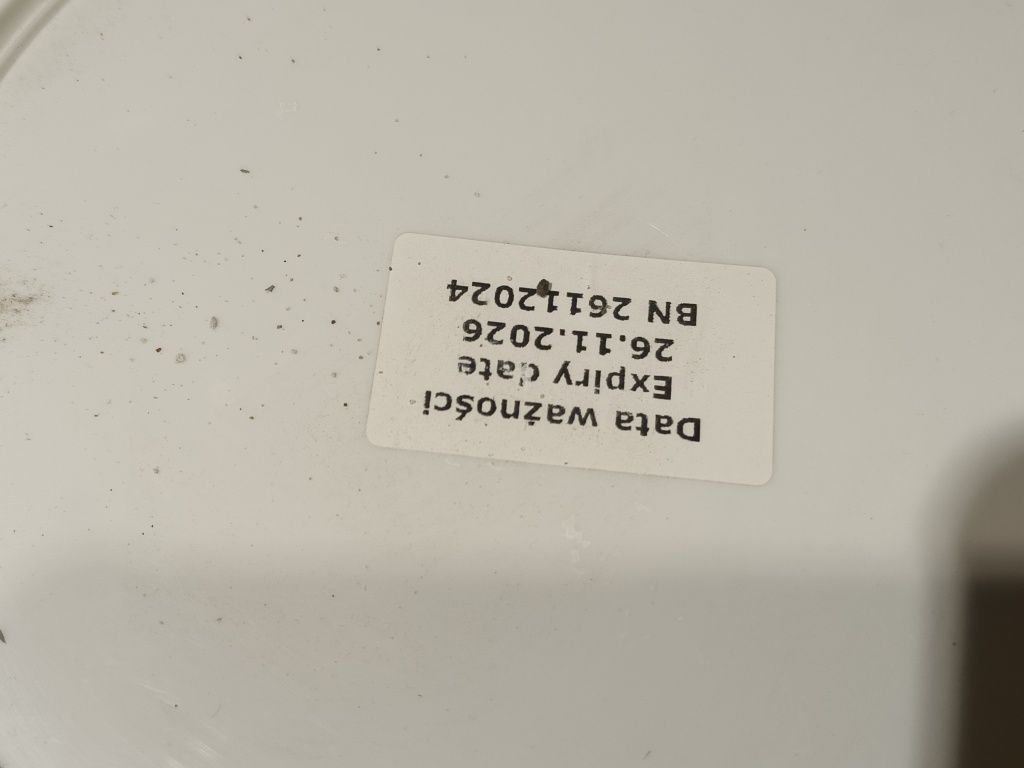 Data ważności
Expiry date
26.11.2026
BN 26112024